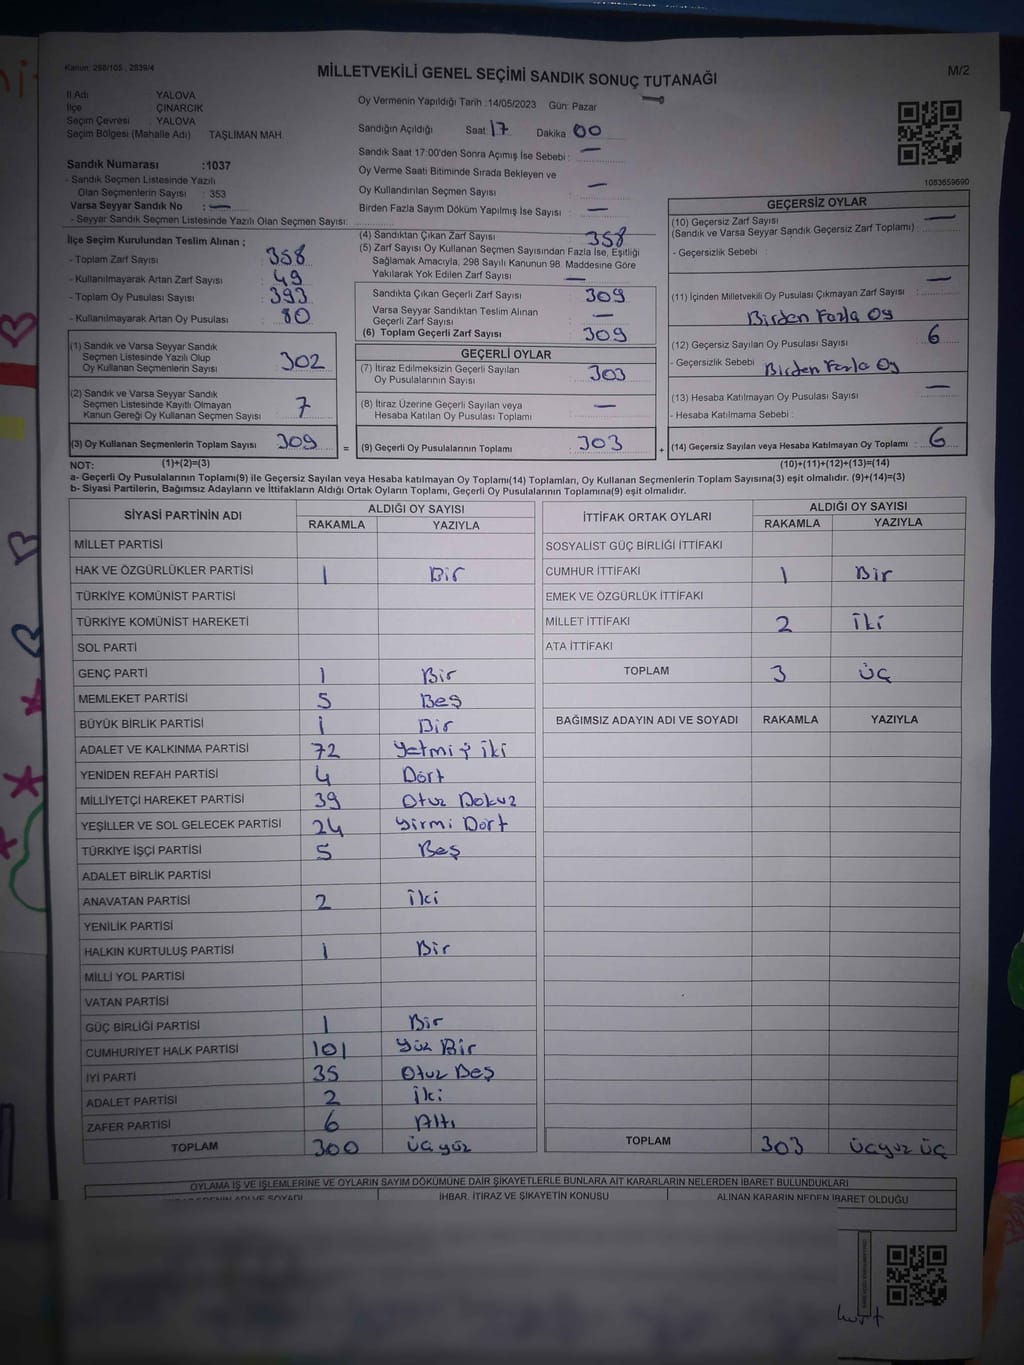 Kanun: 298/105 , 2839/4
MİLLETVEKİLİ GENEL SEÇİMİ SANDIK SONUÇ TUTANAĞI
M/2
İl Adı : YALOVA
İlçe : ÇINARCIK
Seçim Çevresi : YALOVA
Seçim Bölgesi (Mahalle Adı) TAŞLIMAN MAH.
Sandık Numarası :1037
- Sandık Seçmen Listesinde Yazılı
Olan Seçmenlerin Sayısı : 353
Varsa Seyyar Sandık No : —
- Seyyar Sandık Seçmen Listesinde Yazılı Olan Seçmen Sayısı:
Oy Vermenin Yapıldığı Tarih :14/05/2023 Gün: Pazar
Sandığın Açıldığı Saat 17 Dakika 00
Sandık Saat 17:00'den Sonra Açımış İse Sebebi : —
Oy Verme Saati Bitiminde Sırada Bekleyen ve
Oy Kullandırılan Seçmen Sayısı : —
Birden Fazla Sayım Döküm Yapılmış İse Sayısı : —
1083659690
İlçe Seçim Kurulundan Teslim Alınan ;
- Toplam Zarf Sayısı : 358
- Kullanılmayarak Artan Zarf Sayısı : 49
- Toplam Oy Pusulası Sayısı : 393
- Kullanılmayarak Artan Oy Pusulası : 80
(1) Sandık ve Varsa Seyyar Sandık
Seçmen Listesinde Yazılı Olup
Oy Kullanan Seçmenlerin Sayısı : 302
(2) Sandık ve Varsa Seyyar Sandık
Seçmen Listesinde Kayıtlı Olmayan
Kanun Gereği Oy Kullanan Seçmen Sayısı : 7
(3) Oy Kullanan Seçmenlerin Toplam Sayısı : 309 =
(4) Sandıktan Çıkan Zarf Sayısı : 358
(5) Zarf Sayısı Oy Kullanan Seçmen Sayısından Fazla İse, Eşitliği
Sağlamak Amacıyla, 298 Sayılı Kanunun 98. Maddesine Göre
Yakılarak Yok Edilen Zarf Sayısı : —
Sandıkta Çıkan Geçerli Zarf Sayısı : 309
Varsa Seyyar Sandıktan Teslim Alınan
Geçerli Zarf Sayısı : —
(6) Toplam Geçerli Zarf Sayısı : 309
GEÇERLİ OYLAR
(7) İtiraz Edilmeksizin Geçerli Sayılan
Oy Pusulalarının Sayısı : 303
(8) İtiraz Üzerine Geçerli Sayılan veya
Hesaba Katılan Oy Pusulası Toplamı : —
(9) Geçerli Oy Pusulalarının Toplamı : 303 +
GEÇERSİZ OYLAR
(10) Geçersiz Zarf Sayısı
(Sandık ve Varsa Seyyar Sandık Geçersiz Zarf Toplamı) : —
- Geçersizlik Sebebi :
(11) İçinden Milletvekili Oy Pusulası Çıkmayan Zarf Sayısı : —
Birden Fazla Oy
(12) Geçersiz Sayılan Oy Pusulası Sayısı : 6
- Geçersizlik Sebebi Birden Fazla Oy
(13) Hesaba Katılmayan Oy Pusulası Sayısı : —
- Hesaba Katılmama Sebebi :
(14) Geçersiz Sayılan veya Hesaba Katılmayan Oy Toplamı : 6
NOT: (1)+(2)=(3) (10)+(11)+(12)+(13)=(14)
a- Geçerli Oy Pusulalarının Toplamı(9) ile Geçersiz Sayılan veya Hesaba katılmayan Oy Toplamı(14) Toplamları, Oy Kullanan Seçmenlerin Toplam Sayısına(3) eşit olmalıdır. (9)+(14)=(3)
b- Siyasi Partilerin, Bağımsız Adayların ve İttifakların Aldığı Ortak Oyların Toplamı, Geçerli Oy Pusulalarının Toplamına(9) eşit olmalıdır.
SİYASİ PARTİNİN ADI ALDIĞI OY SAYISI
RAKAMLA YAZIYLA
MİLLET PARTİSİ
HAK VE ÖZGÜRLÜKLER PARTİSİ 1 Bir
TÜRKİYE KOMÜNİST PARTİSİ
TÜRKİYE KOMÜNİST HAREKETİ
SOL PARTİ
GENÇ PARTİ 1 Bir
MEMLEKET PARTİSİ 5 Beş
BÜYÜK BİRLİK PARTİSİ 1 Bir
ADALET VE KALKINMA PARTİSİ 72 Yetmiş iki
YENİDEN REFAH PARTİSİ 4 Dört
MİLLİYETÇİ HAREKET PARTİSİ 39 Otuz Dokuz
YEŞİLLER VE SOL GELECEK PARTİSİ 24 Yirmi Dört
TÜRKİYE İŞÇİ PARTİSİ 5 Beş
ADALET BİRLİK PARTİSİ
ANAVATAN PARTİSİ 2 iki
YENİLİK PARTİSİ
HALKIN KURTULUŞ PARTİSİ 1 Bir
MİLLİ YOL PARTİSİ
VATAN PARTİSİ
GÜÇ BİRLİĞİ PARTİSİ 1 Bir
CUMHURİYET HALK PARTİSİ 101 Yüz Bir
İYİ PARTİ 35 Otuz Beş
ADALET PARTİSİ 2 İki
ZAFER PARTİSİ 6 Altı
TOPLAM 300 üçyüz
İTTİFAK ORTAK OYLARI ALDIĞI OY SAYISI
RAKAMLA YAZIYLA
SOSYALİST GÜÇ BİRLİĞİ İTTİFAKI
CUMHUR İTTİFAKI 1 Bir
EMEK VE ÖZGÜRLÜK İTTİFAKI
MİLLET İTTİFAKI 2 İki
ATA İTTİFAKI
TOPLAM 3 üç
BAĞIMSIZ ADAYIN ADI VE SOYADI RAKAMLA YAZIYLA
TOPLAM 303 üçyüz üç
OYLAMA İŞ VE İŞLEMLERİNE VE OYLARIN SAYIM DÖKÜMÜNE DAİR ŞİKAYETLERLE BUNLARA AİT KARARLARIN NELERDEN İBARET BULUNDUKLARI
İHBAR, İTİRAZ VE ŞİKAYETİN KONUSU ALINAN KARARIN NEDEN İBARET OLDUĞU